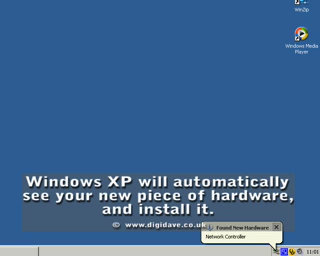 WinZip
Windows Media
Player
Windows XP will automatically
see your new piece of hardware,
and install it.
© www.digidave.co.uk
Found New Hardware
Network Controller
11:01